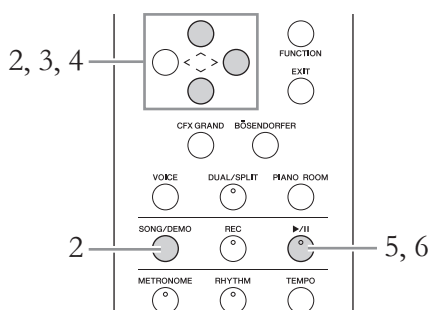 2, 3, 4
FUNCTION
EXIT
CFX GRAND BÖSENDORFER
VOICE DUAL/SPLIT PIANO ROOM
SONG/DEMO REC ▶/II
2
5, 6
METRONOME RHYTHM TEMPO